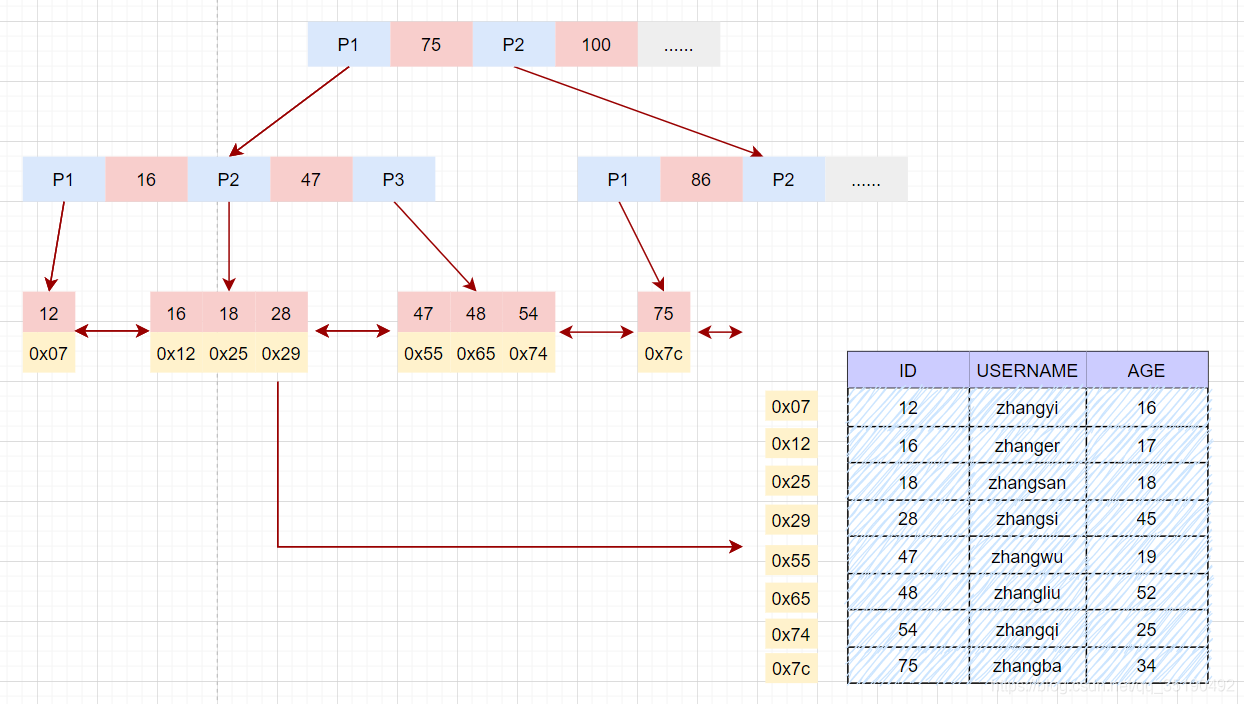 P1 75 P2 100 ......
P1 16 P2 47 P3
P1 86 P2 ......
12
0x07
16 18 28
0x12 0x25 0x29
47 48 54
0x55 0x65 0x74
75
0x7c
ID USERNAME AGE
0x07 12 zhangyi 16
0x12 16 zhanger 17
0x25 18 zhangsan 18
0x29 28 zhangsi 45
0x55 47 zhangwu 19
0x65 48 zhangliu 52
0x74 54 zhangqi 25
0x7c 75 zhangba 34